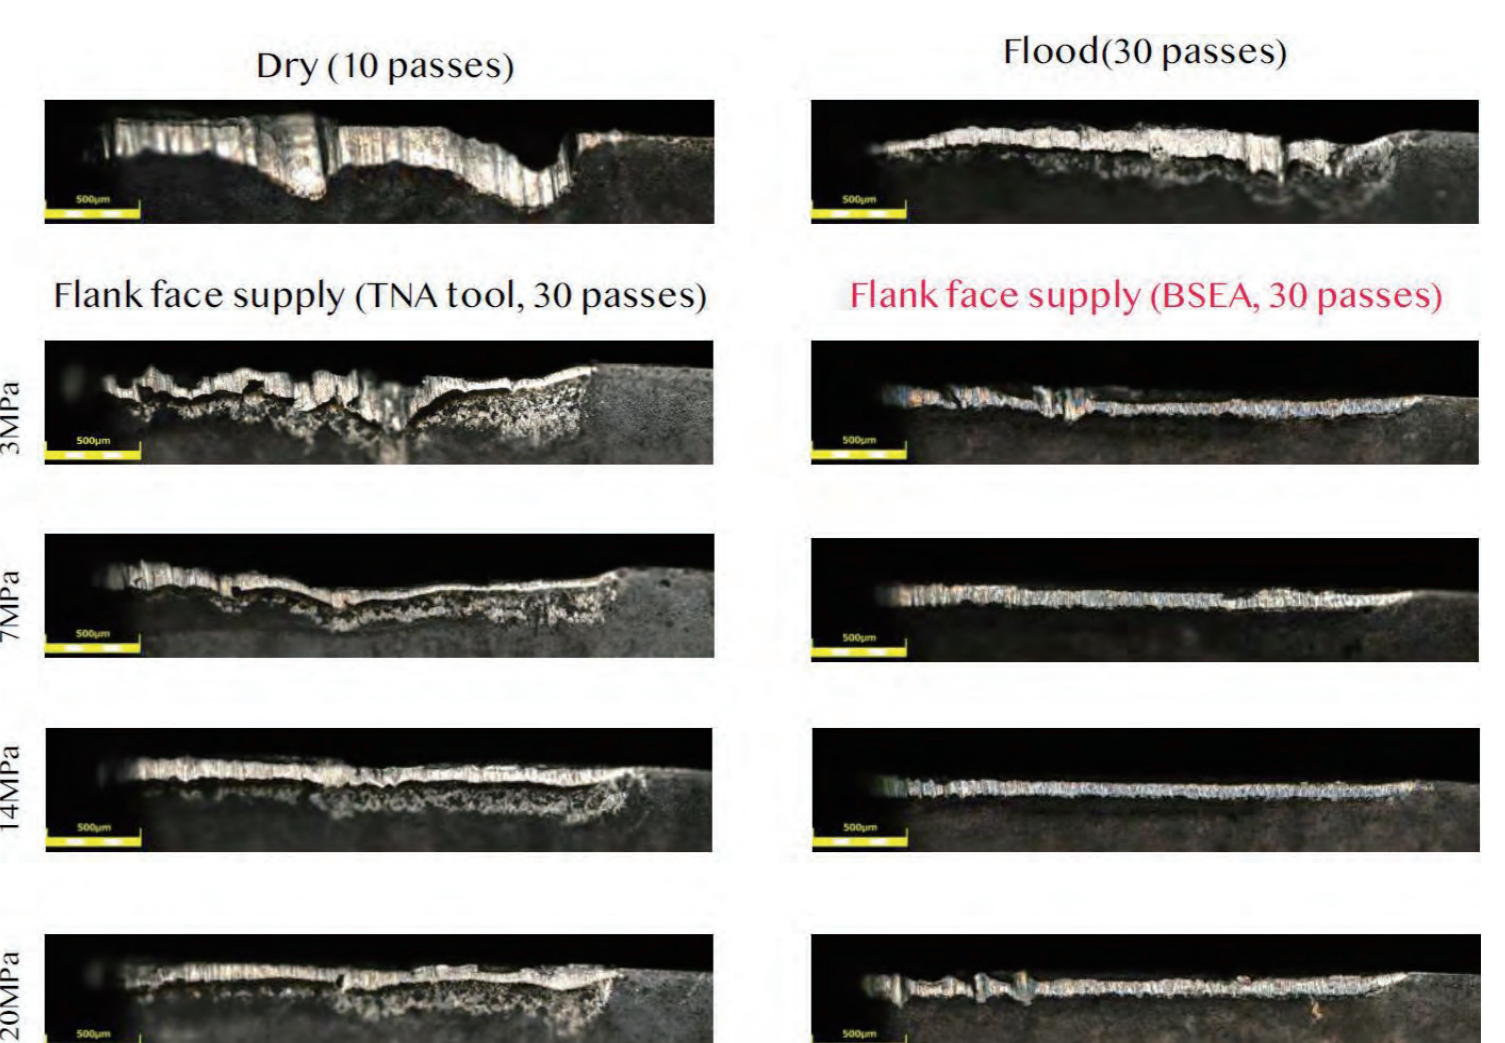 Dry (10 passes)
Flood(30 passes)
500μm
500μm
Flank face supply (TNA tool, 30 passes)
Flank face supply (BSEA, 30 passes)
3MPa
500μm
500μm
7MPa
500μm
500μm
14MPa
500μm
500μm
20MPa
500μm
500μm